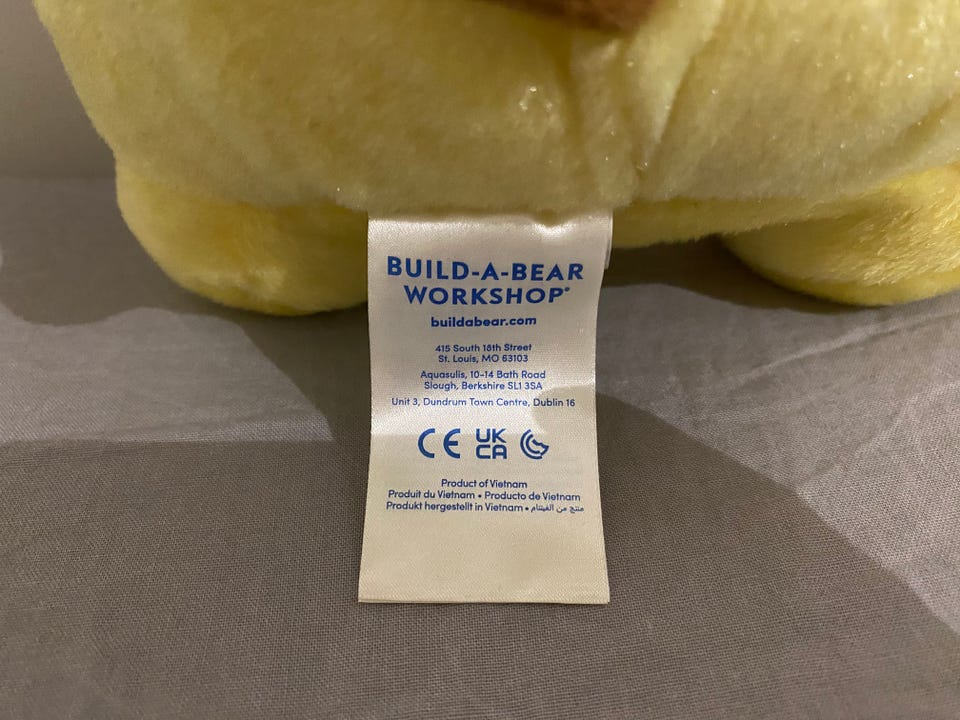 BUILD-A-BEAR
WORKSHOP®
buildabear.com
415 South 18th Street
St. Louis, MO 63103
Aquasulis, 10-14 Bath Road
Slough, Berkshire SL1 3SA
Unit 3, Dundrum Town Centre, Dublin 16
CE UK CA
Product of Vietnam
Produit du Vietnam • Producto de Vietnam
Produkt hergestellt in Vietnam • منتج من الفيتنام